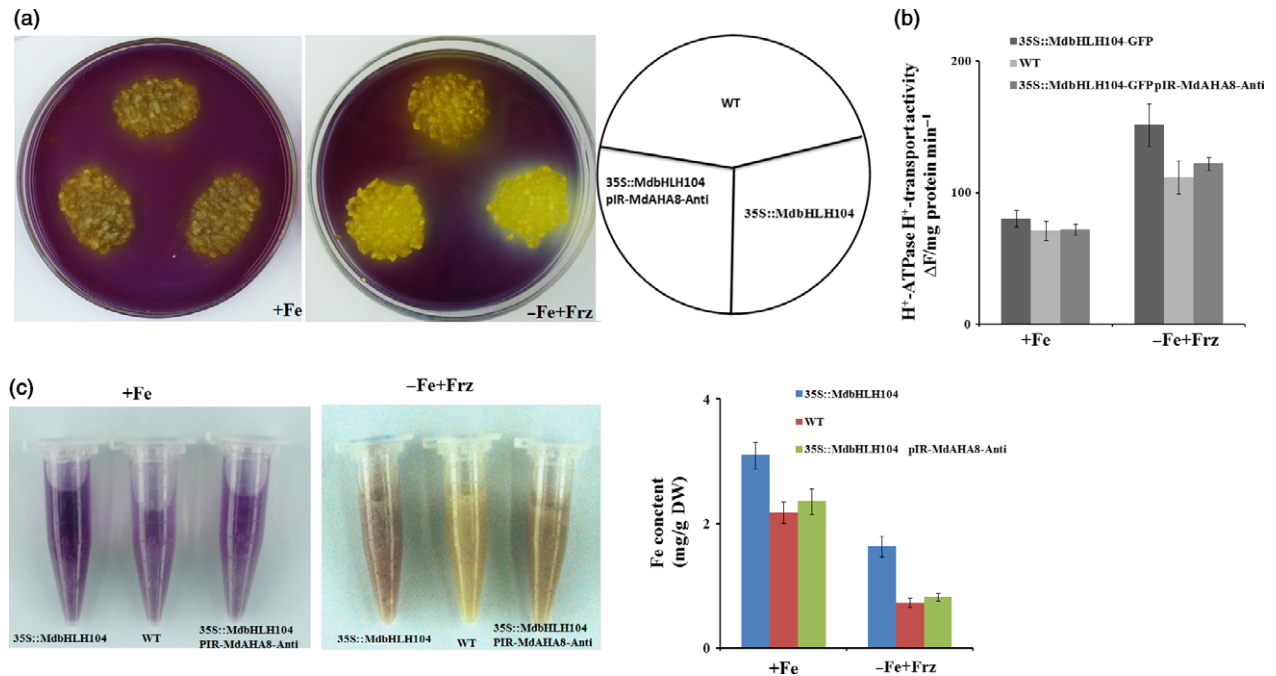 (a)
+Fe
−Fe+Frz
WT
35S::MdbHLH104
pIR-MdAHA8-Anti
35S::MdbHLH104
(b)
35S::MdbHLH104-GFP
WT
35S::MdbHLH104-GFPpIR-MdAHA8-Anti
H⁺-ATPase H⁺-transport activity
ΔF/mg protein min⁻¹
200
100
0
+Fe
−Fe+Frz
(c)
+Fe
35S::MdbHLH104
WT
35S::MdbHLH104
PIR-MdAHA8-Anti
−Fe+Frz
35S::MdbHLH104
WT
35S::MdbHLH104
PIR-MdAHA8-Anti
35S::MdbHLH104
WT
35S::MdbHLH104 pIR-MdAHA8-Anti
Fe conctent
(mg/g DW)
4
2
0
+Fe
−Fe+Frz